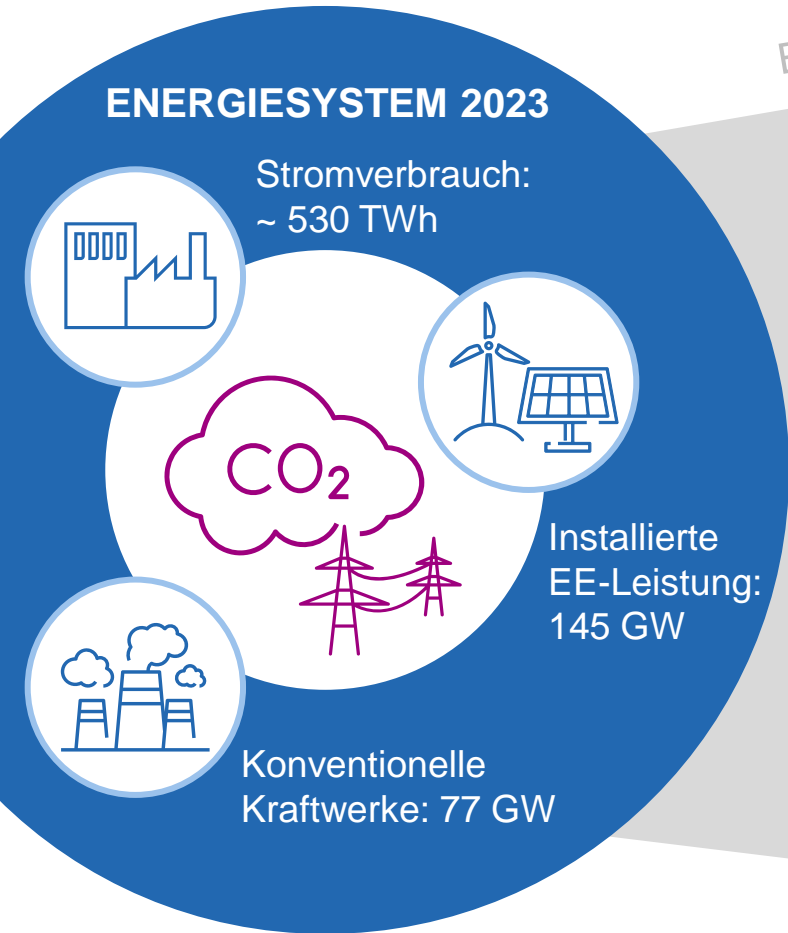 ENERGIESYSTEM 2023
Stromverbrauch:
~ 530 TWh
CO₂
Installierte
EE-Leistung:
145 GW
Konventionelle
Kraftwerke: 77 GW